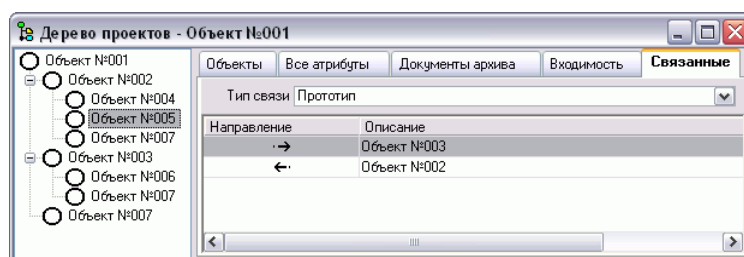 Дерево проектов - Объект №001
Объект №001
Объект №002
Объект №004
Объект №005
Объект №007
Объект №003
Объект №006
Объект №007
Объект №007
Объекты Все атрибуты Документы архива Входимость Связанные
Тип связи Прототип
Направление Описание
·→ Объект №003
←· Объект №002